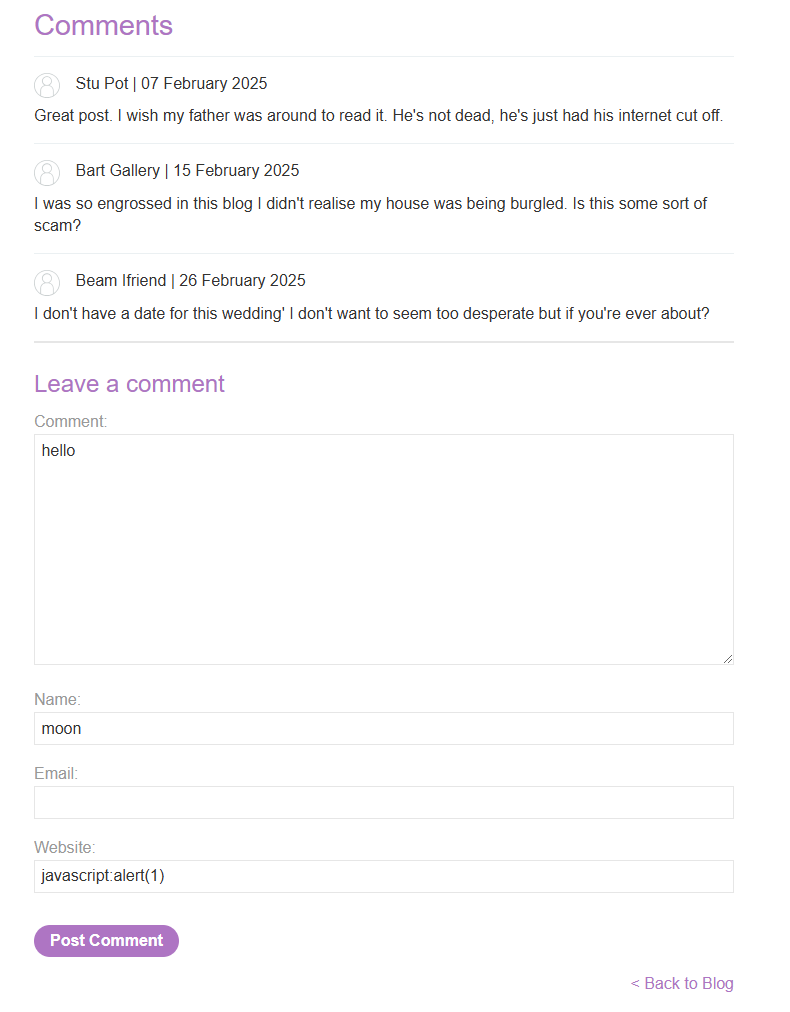 Comments
Stu Pot | 07 February 2025
Great post. I wish my father was around to read it. He's not dead, he's just had his internet cut off.
Bart Gallery | 15 February 2025
I was so engrossed in this blog I didn't realise my house was being burgled. Is this some sort of
scam?
Beam Ifriend | 26 February 2025
I don't have a date for this wedding' I don't want to seem too desperate but if you're ever about?
Leave a comment
Comment:
hello
Name:
moon
Email:
Website:
javascript:alert(1)
Post Comment
< Back to Blog